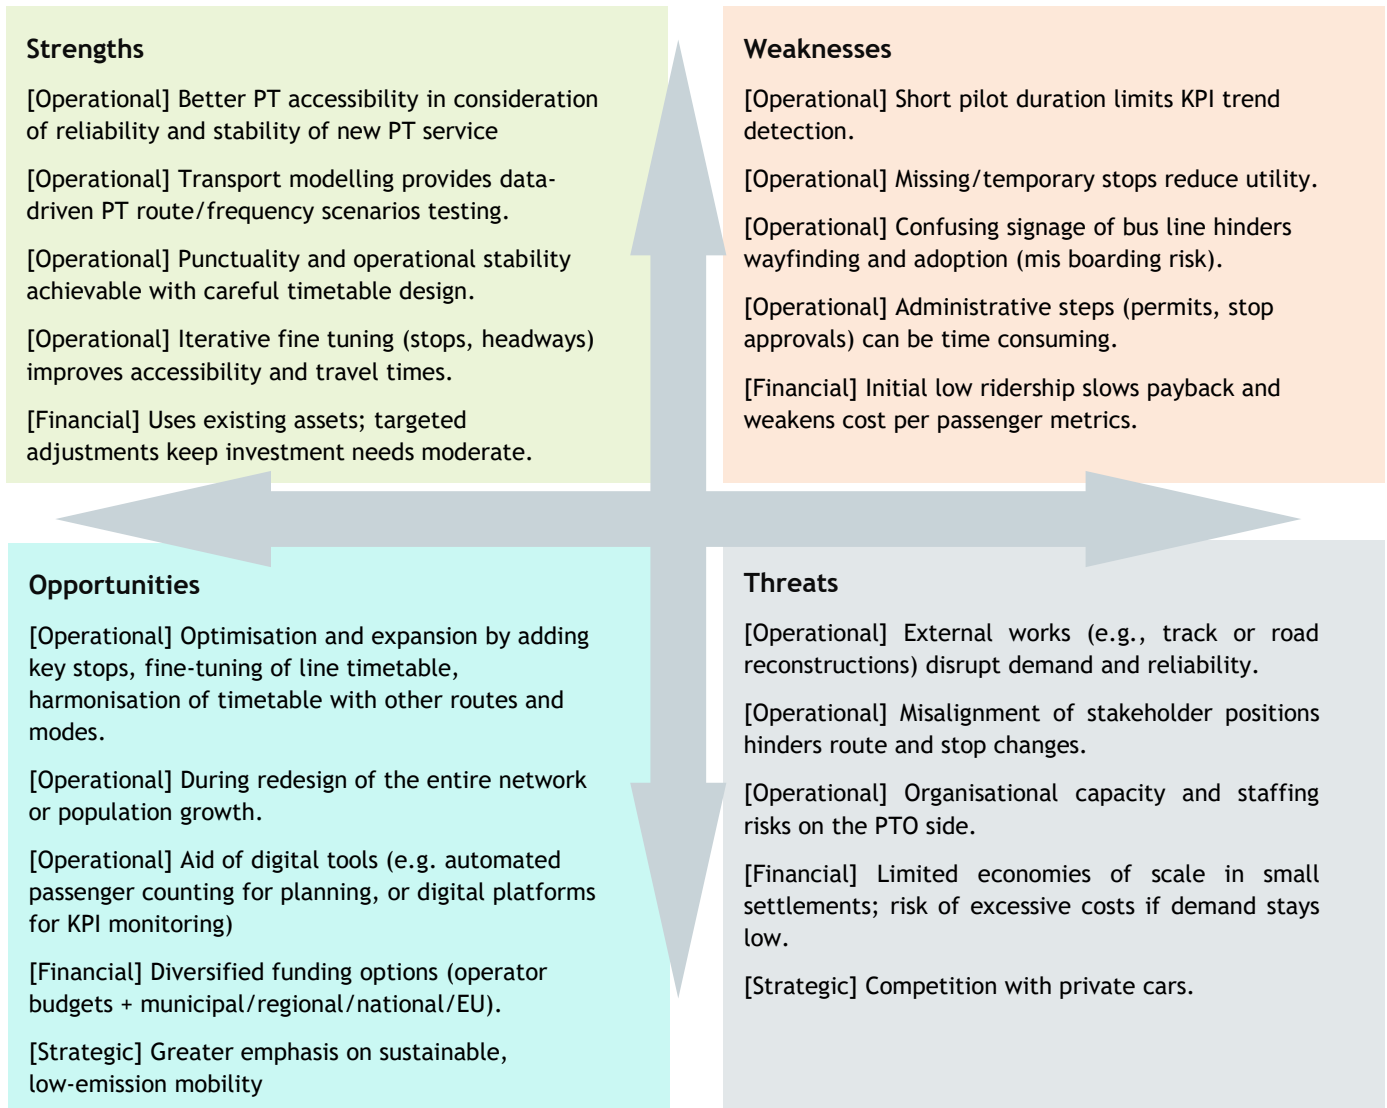 Strengths
[Operational] Better PT accessibility in consideration
of reliability and stability of new PT service
[Operational] Transport modelling provides data-
driven PT route/frequency scenarios testing.
[Operational] Punctuality and operational stability
achievable with careful timetable design.
[Operational] Iterative fine tuning (stops, headways)
improves accessibility and travel times.
[Financial] Uses existing assets; targeted
adjustments keep investment needs moderate.
Weaknesses
[Operational] Short pilot duration limits KPI trend
detection.
[Operational] Missing/temporary stops reduce utility.
[Operational] Confusing signage of bus line hinders
wayfinding and adoption (mis boarding risk).
[Operational] Administrative steps (permits, stop
approvals) can be time consuming.
[Financial] Initial low ridership slows payback and
weakens cost per passenger metrics.
Opportunities
[Operational] Optimisation and expansion by adding
key stops, fine-tuning of line timetable,
harmonisation of timetable with other routes and
modes.
[Operational] During redesign of the entire network
or population growth.
[Operational] Aid of digital tools (e.g. automated
passenger counting for planning, or digital platforms
for KPI monitoring)
[Financial] Diversified funding options (operator
budgets + municipal/regional/national/EU).
[Strategic] Greater emphasis on sustainable,
low-emission mobility
Threats
[Operational] External works (e.g., track or road
reconstructions) disrupt demand and reliability.
[Operational] Misalignment of stakeholder positions
hinders route and stop changes.
[Operational] Organisational capacity and staffing
risks on the PTO side.
[Financial] Limited economies of scale in small
settlements; risk of excessive costs if demand stays
low.
[Strategic] Competition with private cars.